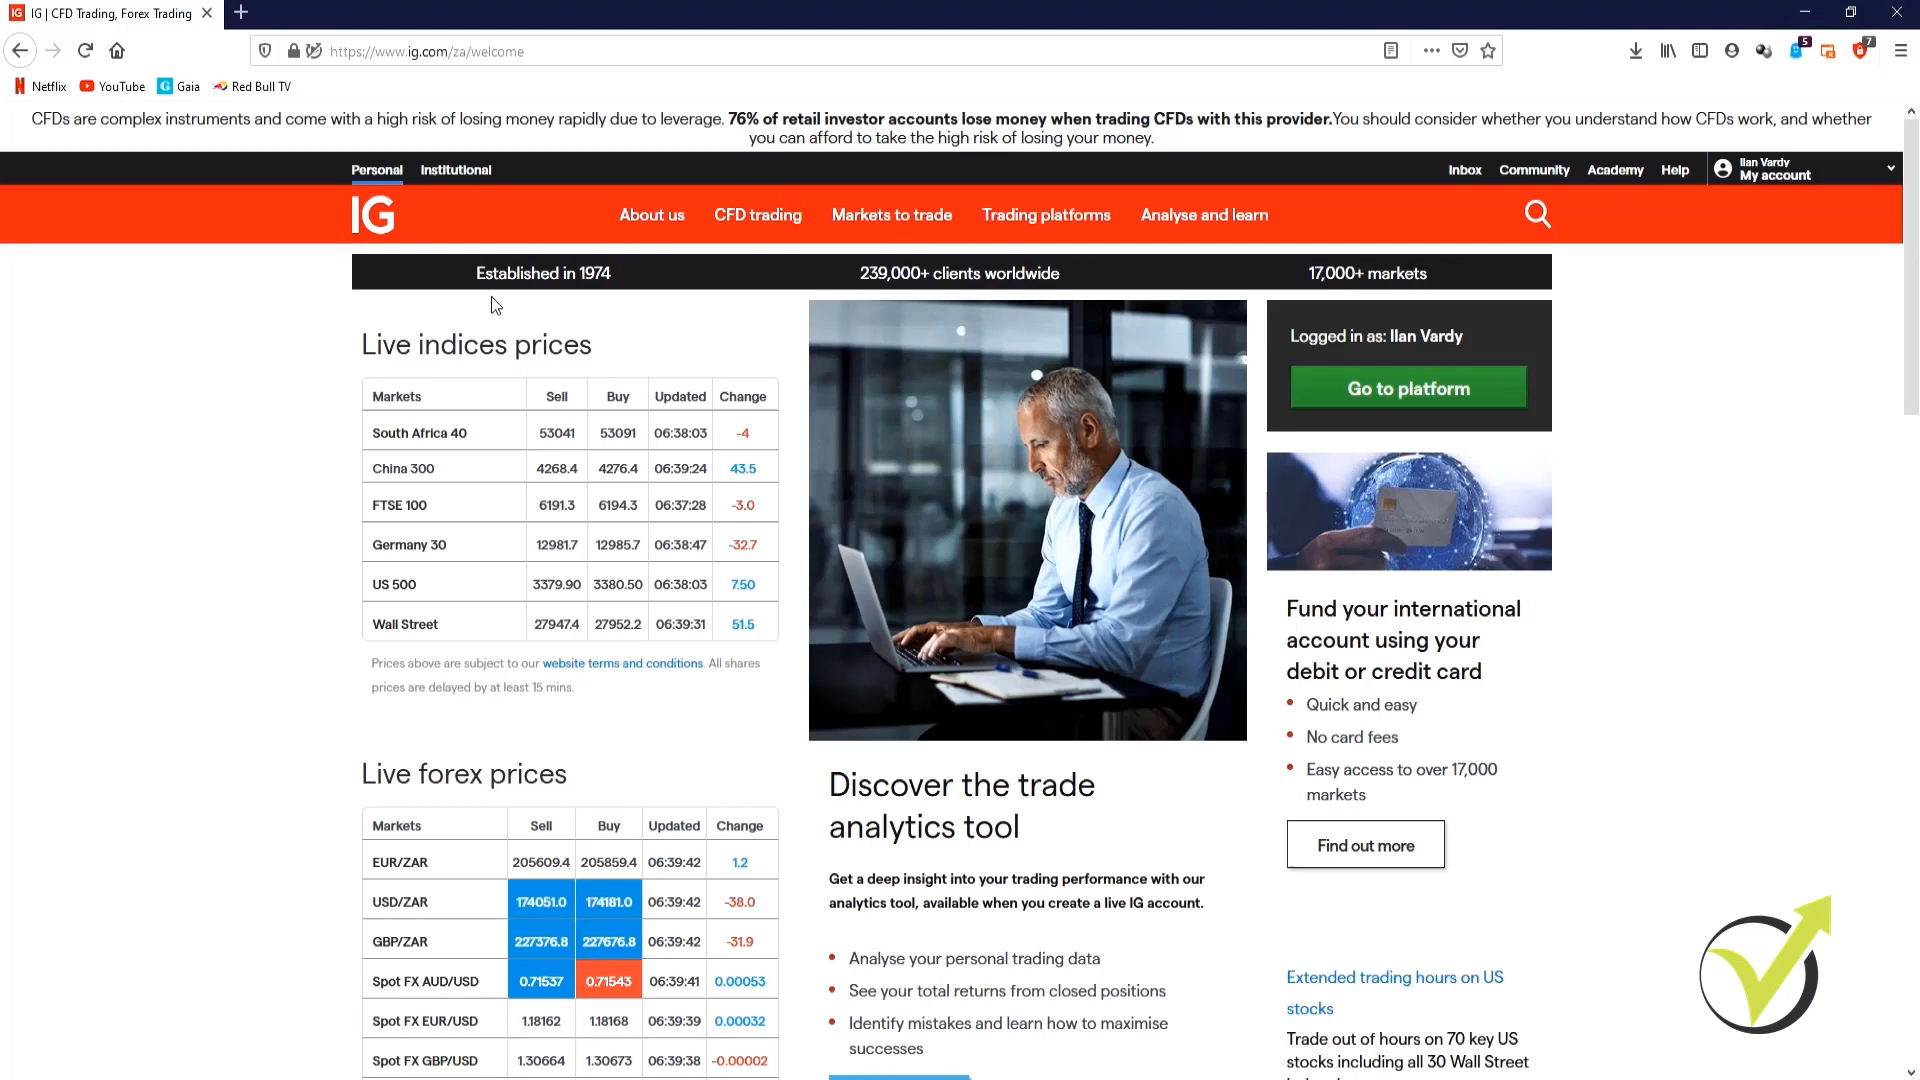 IG | CFD Trading, Forex Trading
https://www.ig.com/za/welcome
5
7
Netflix YouTube Gaia Red Bull TV
CFDs are complex instruments and come with a high risk of losing money rapidly due to leverage. 76% of retail investor accounts lose money when trading CFDs with this provider.You should consider whether you understand how CFDs work, and whether
you can afford to take the high risk of losing your money.
Personal Institutional
Inbox Community Academy Help
Ilan Vardy
My account
IG
About us CFD trading Markets to trade Trading platforms Analyse and learn
Established in 1974 239,000+ clients worldwide 17,000+ markets
Live indices prices
Markets Sell Buy Updated Change
South Africa 40 53041 53091 06:38:03 -4
China 300 4268.4 4276.4 06:39:24 43.5
FTSE 100 6191.3 6194.3 06:37:28 -3.0
Germany 30 12981.7 12985.7 06:38:47 -32.7
US 500 3379.90 3380.50 06:38:03 7.50
Wall Street 27947.4 27952.2 06:39:31 51.5
Prices above are subject to our website terms and conditions. All shares
prices are delayed by at least 15 mins.
Live forex prices
Markets Sell Buy Updated Change
EUR/ZAR 205609.4 205859.4 06:39:42 1.2
USD/ZAR 174051.0 174181.0 06:39:42 -38.0
GBP/ZAR 227376.8 227676.8 06:39:42 -31.9
Spot FX AUD/USD 0.71537 0.71543 06:39:41 0.00053
Spot FX EUR/USD 1.18162 1.18168 06:39:39 0.00032
Spot FX GBP/USD 1.30664 1.30673 06:39:38 -0.00002
Discover the trade
analytics tool
Get a deep insight into your trading performance with our
analytics tool, available when you create a live IG account.
Analyse your personal trading data
See your total returns from closed positions
Identify mistakes and learn how to maximise
successes
Logged in as: Ilan Vardy
Go to platform
Fund your international
account using your
debit or credit card
Quick and easy
No card fees
Easy access to over 17,000
markets
Find out more
Extended trading hours on US
stocks
Trade out of hours on 70 key US
stocks including all 30 Wall Street